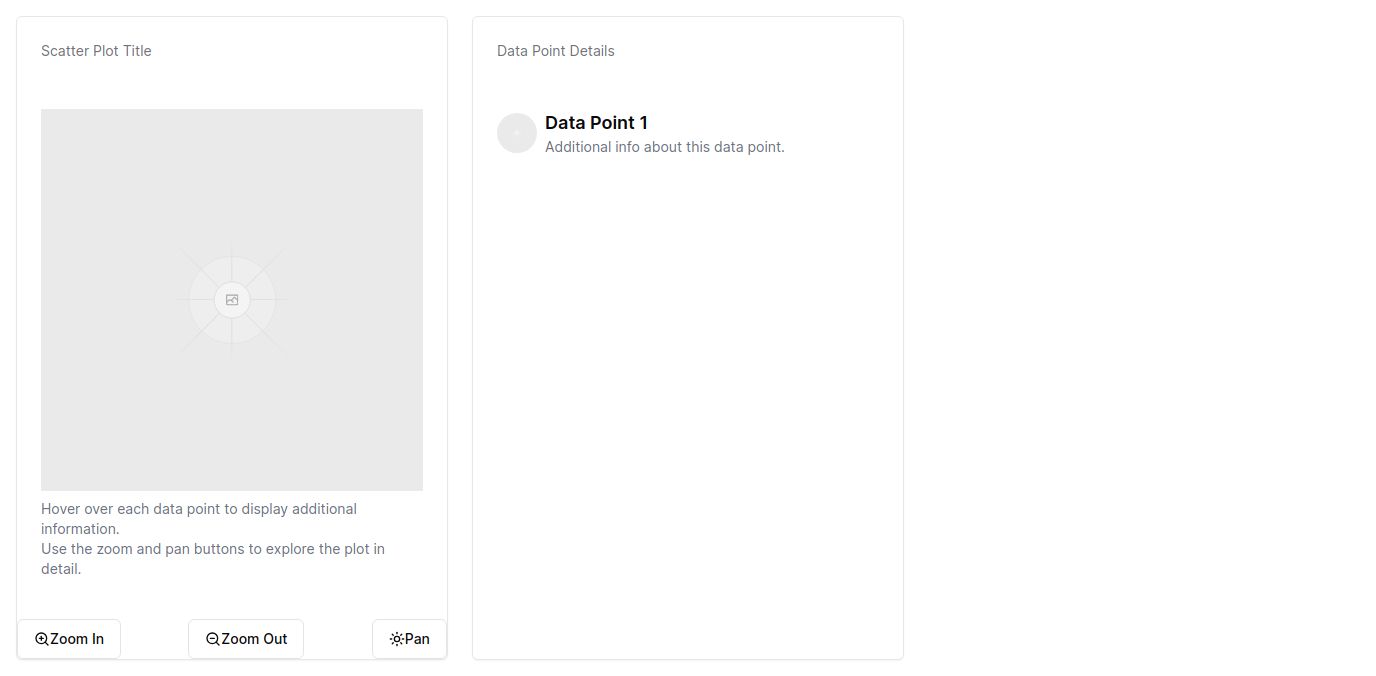 Scatter Plot Title
Hover over each data point to display additional
information.
Use the zoom and pan buttons to explore the plot in
detail.
Zoom In
Zoom Out
Pan
Data Point Details
Data Point 1
Additional info about this data point.